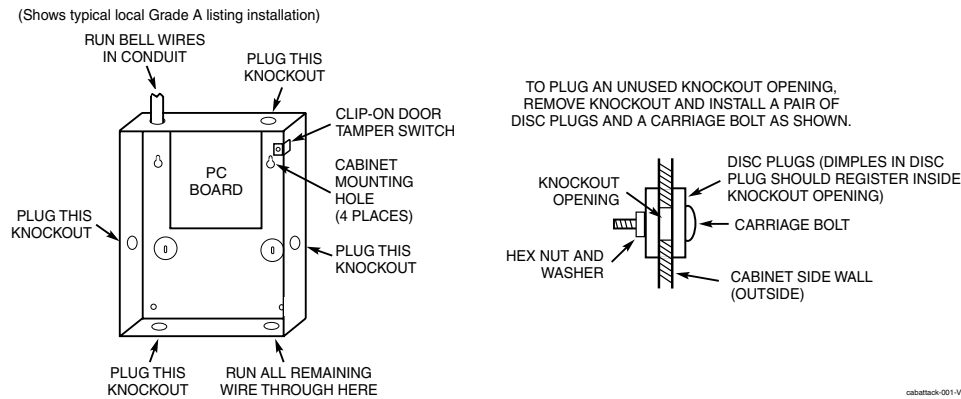 (Shows typical local Grade A listing installation)
RUN BELL WIRES
IN CONDUIT
PLUG THIS
KNOCKOUT
CLIP-ON DOOR
TAMPER SWITCH
PC
BOARD
CABINET
MOUNTING
HOLE
(4 PLACES)
PLUG THIS
KNOCKOUT
PLUG THIS
KNOCKOUT
PLUG THIS
KNOCKOUT
RUN ALL REMAINING
WIRE THROUGH HERE
TO PLUG AN UNUSED KNOCKOUT OPENING,
REMOVE KNOCKOUT AND INSTALL A PAIR OF
DISC PLUGS AND A CARRIAGE BOLT AS SHOWN.
KNOCKOUT
OPENING
DISC PLUGS (DIMPLES IN DISC
PLUG SHOULD REGISTER INSIDE
KNOCKOUT OPENING)
CARRIAGE BOLT
HEX NUT AND
WASHER
CABINET SIDE WALL
(OUTSIDE)
cabattack-001-V